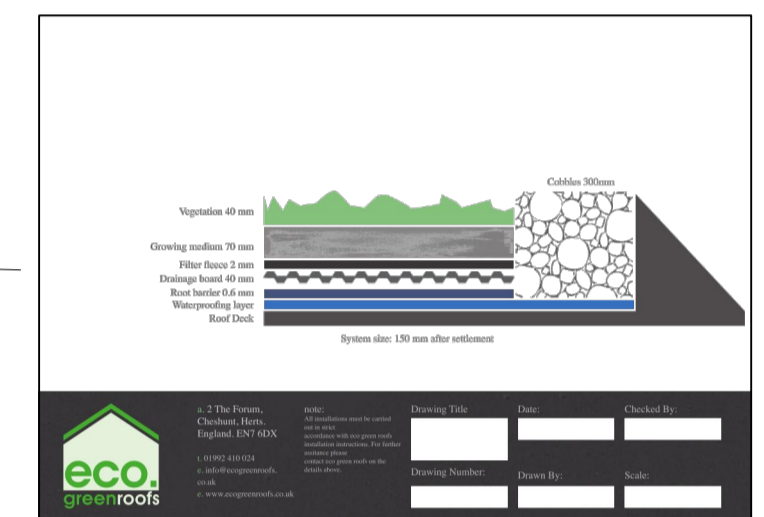 Cobbles 300mm
Vegetation 40 mm
Growing medium 70 mm
Filter fleece 2 mm
Drainage board 40 mm
Root barrier 0.6 mm
Waterproofing layer
Roof Deck
System size: 150 mm after settlement
eco.
greenroofs
a. 2 The Forum,
Cheshunt, Herts.
England. EN7 6DX
t. 01992 410 024
e. info@ecogreenroofs.
co.uk
e. www.ecogreenroofs.co.uk
note:
All installations must be carried
out in strict
accordance with eco green roofs
installation instructions. For further
assitance please
contact eco green roofs on the
details above.
Drawing Title
Date:
Checked By:
Drawing Number:
Drawn By:
Scale: